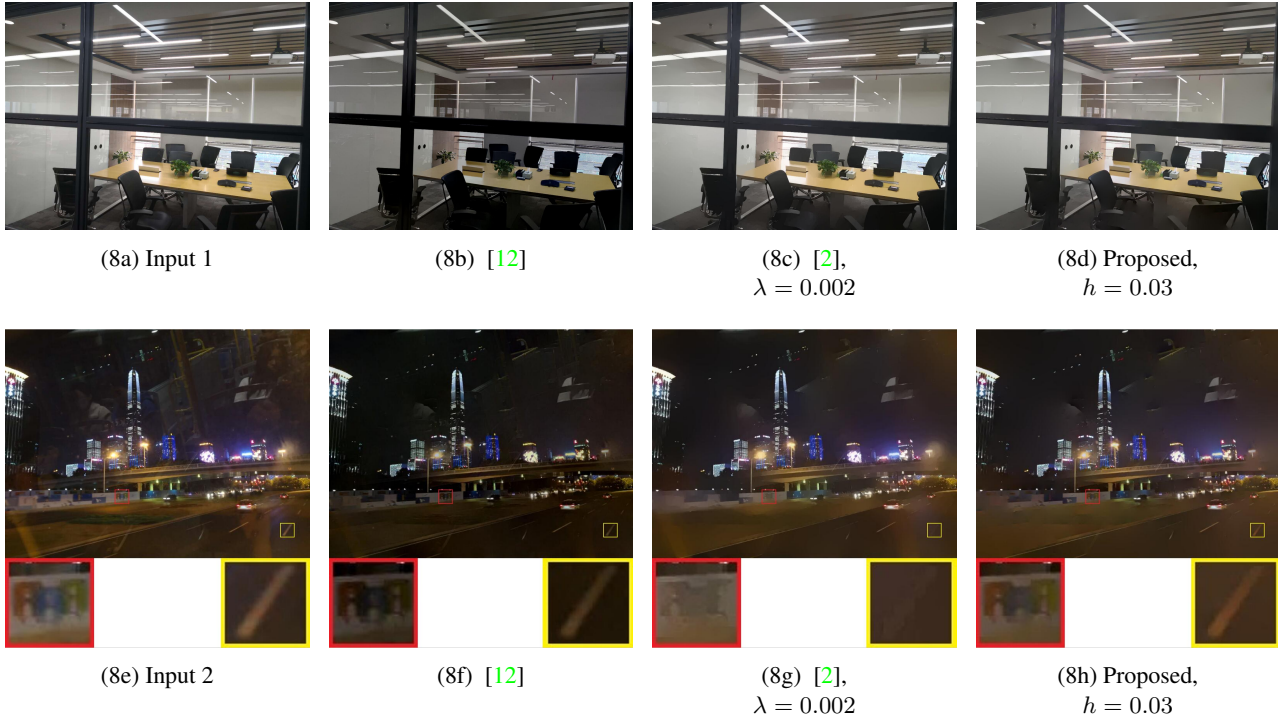 (8a) Input 1
(8b) [12]
(8c) [2],
λ = 0.002
(8d) Proposed,
h = 0.03
(8e) Input 2
(8f) [12]
(8g) [2],
λ = 0.002
(8h) Proposed,
h = 0.03